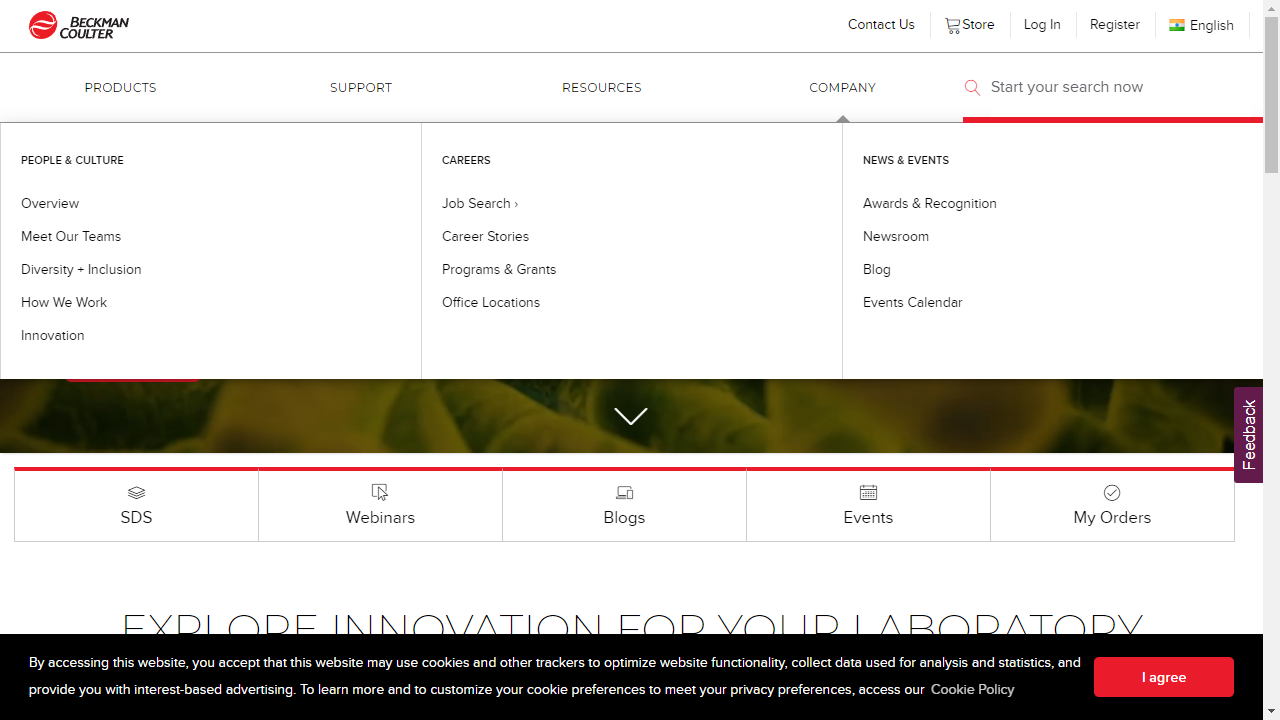 BECKMAN COULTER
Contact Us
Store
Log In
Register
English
PRODUCTS
SUPPORT
RESOURCES
COMPANY
Start your search now
PEOPLE & CULTURE
Overview
Meet Our Teams
Diversity + Inclusion
How We Work
Innovation
CAREERS
Job Search ›
Career Stories
Programs & Grants
Office Locations
NEWS & EVENTS
Awards & Recognition
Newsroom
Blog
Events Calendar
Feedback
SDS
Webinars
Blogs
Events
My Orders
EXPLORE INNOVATION FOR YOUR LABORATORY
By accessing this website, you accept that this website may use cookies and other trackers to optimize website functionality, collect data used for analysis and statistics, and
provide you with interest-based advertising. To learn more and to customize your cookie preferences to meet your privacy preferences, access our Cookie Policy
I agree